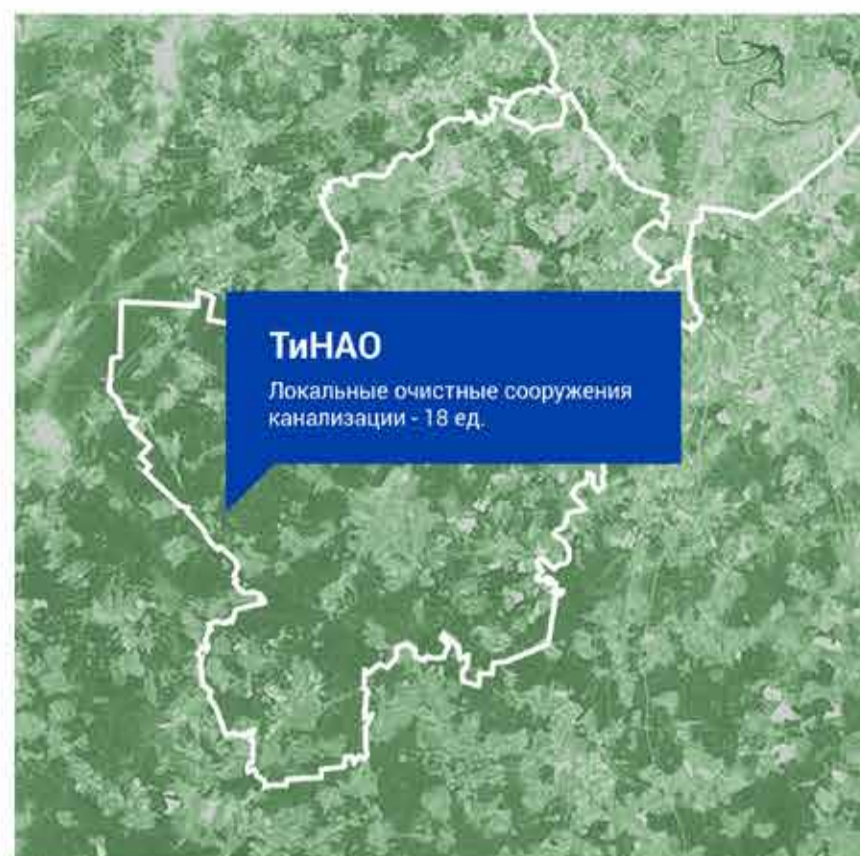 ТиНАО
Локальные очистные сооружения
канализации - 18 ед.